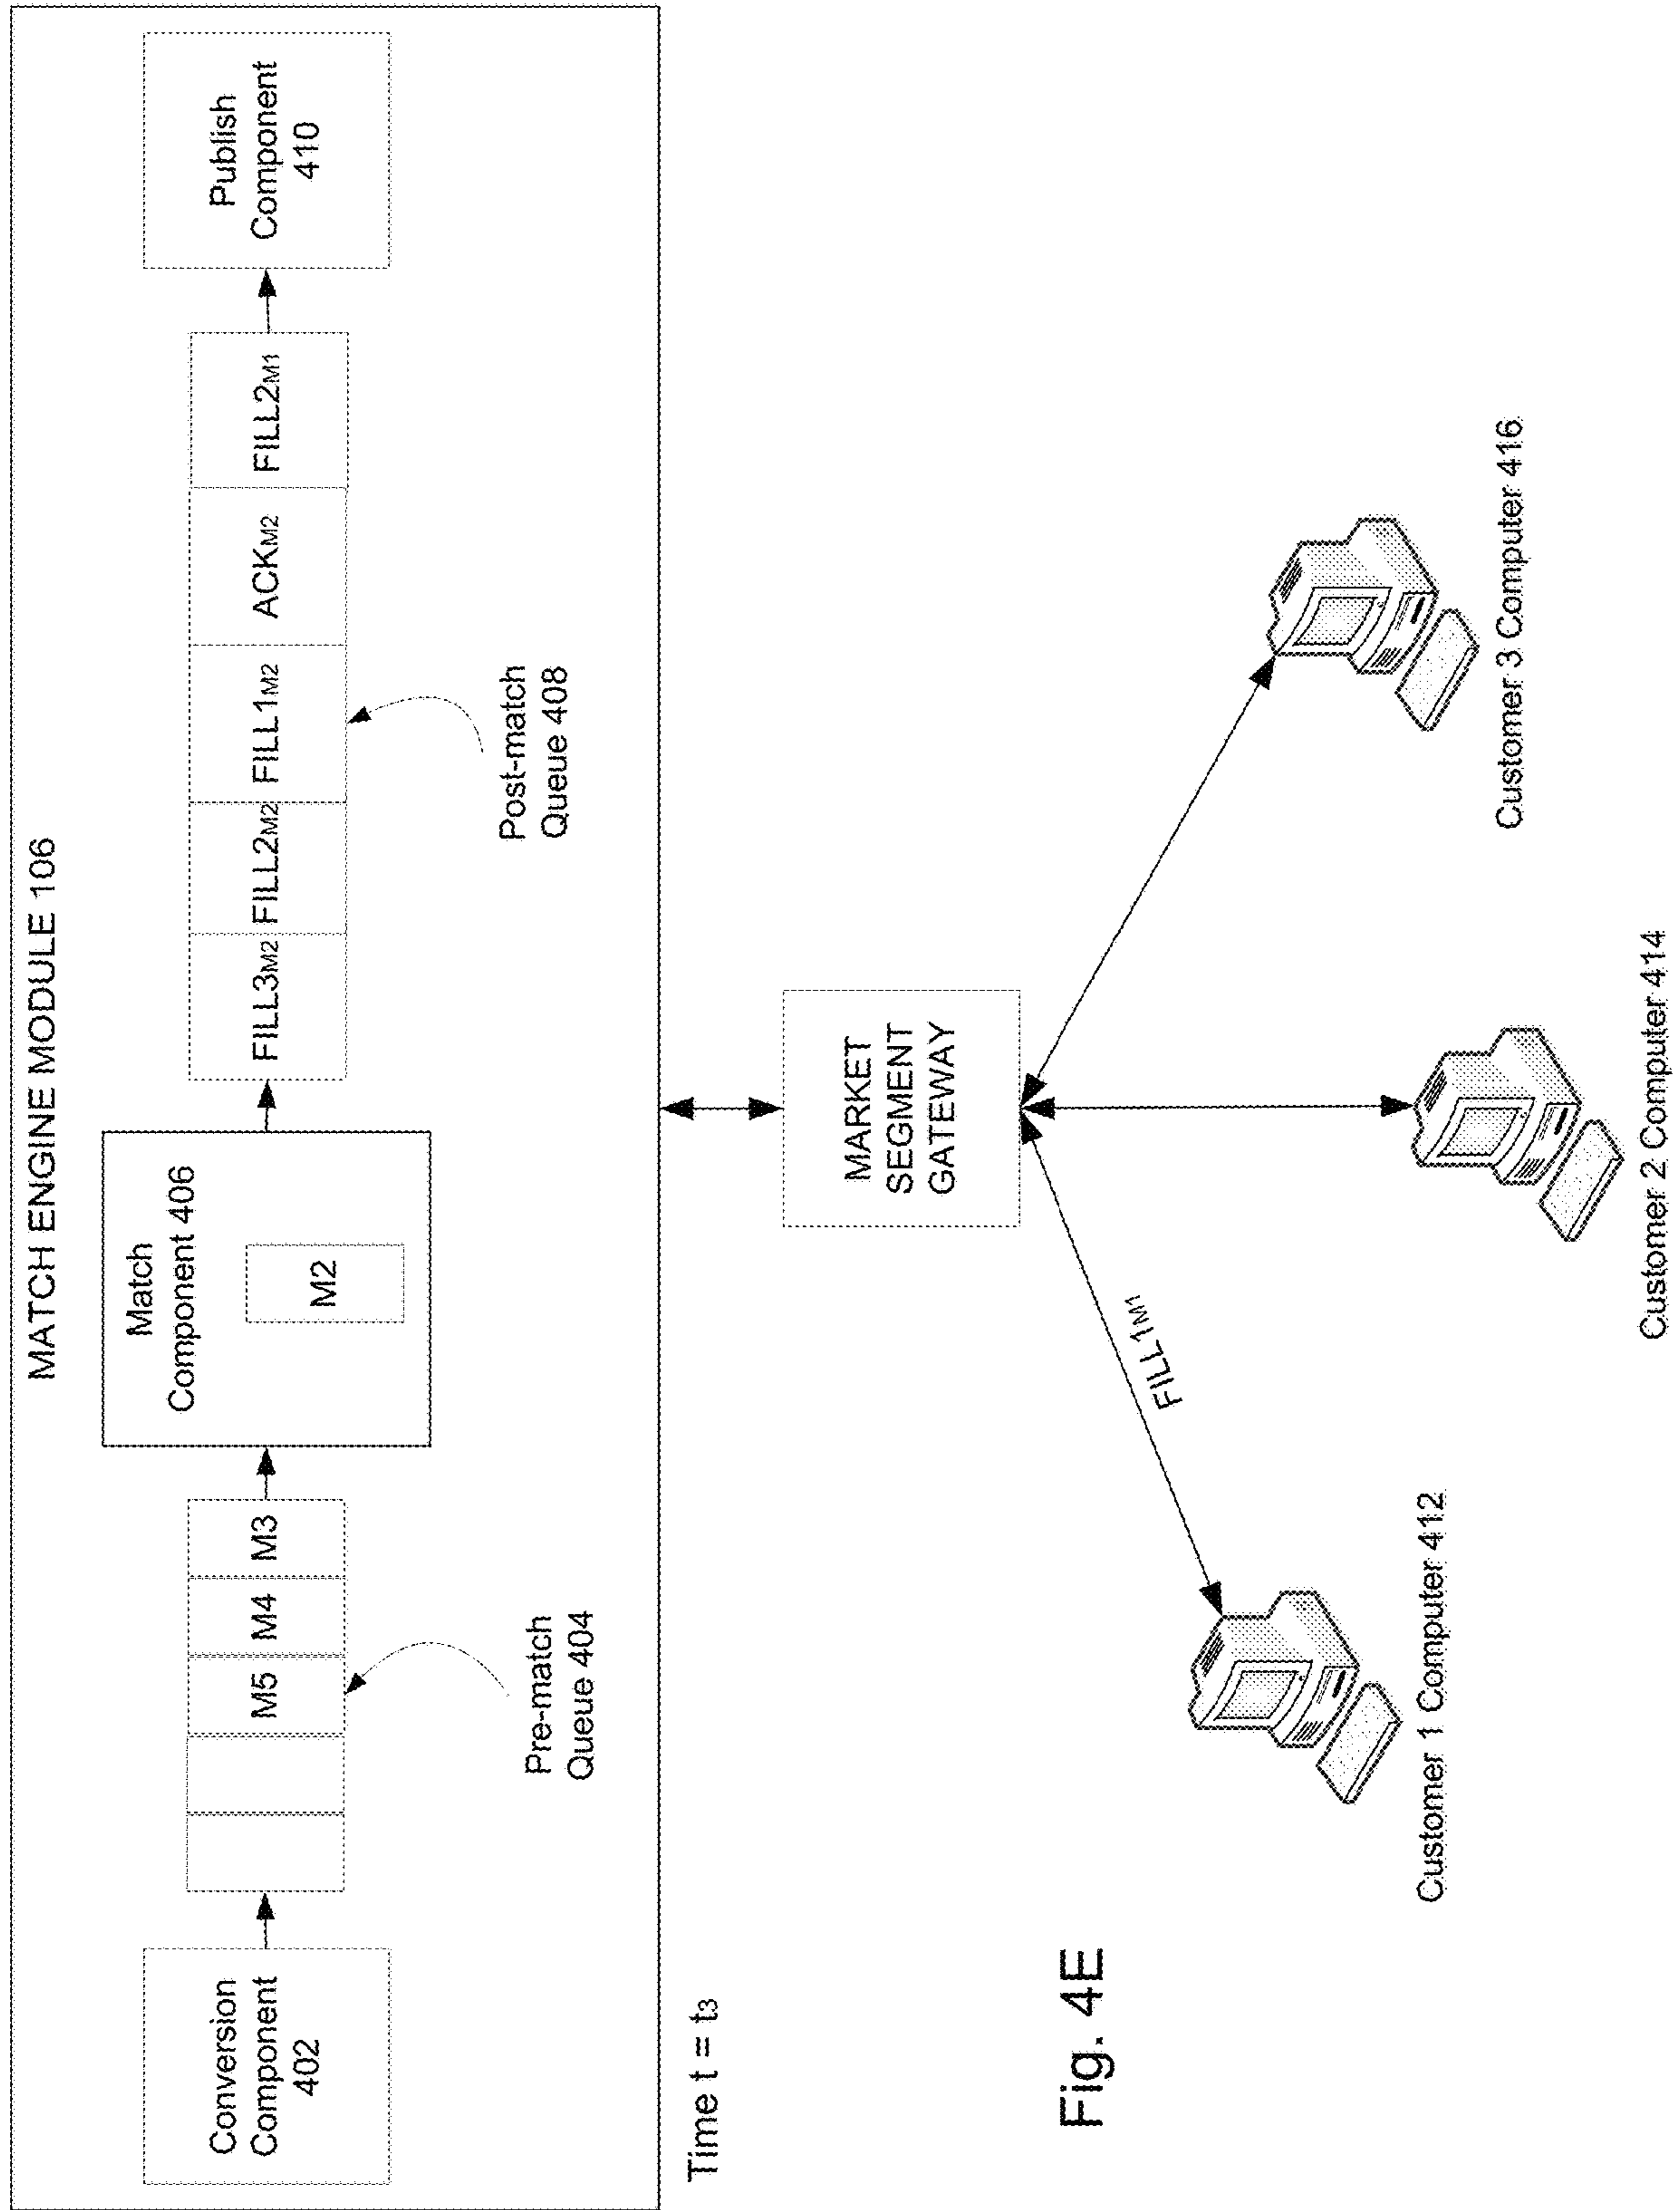 MATCH ENGINE MODULE 106
Conversion
Component
402
M5
M4
M3
Pre-match
Queue 404
Match
Component 406
M2
FILL3M2
FILL2M2
FILL1M2
ACKM2
FILL2M1
Post-match
Queue 408
Publish
Component
410
Time t = t3
MARKET
SEGMENT
GATEWAY
FILL1M1
Customer 1 Computer 412
Customer 2 Computer 414
Customer 3 Computer 416
Fig. 4E